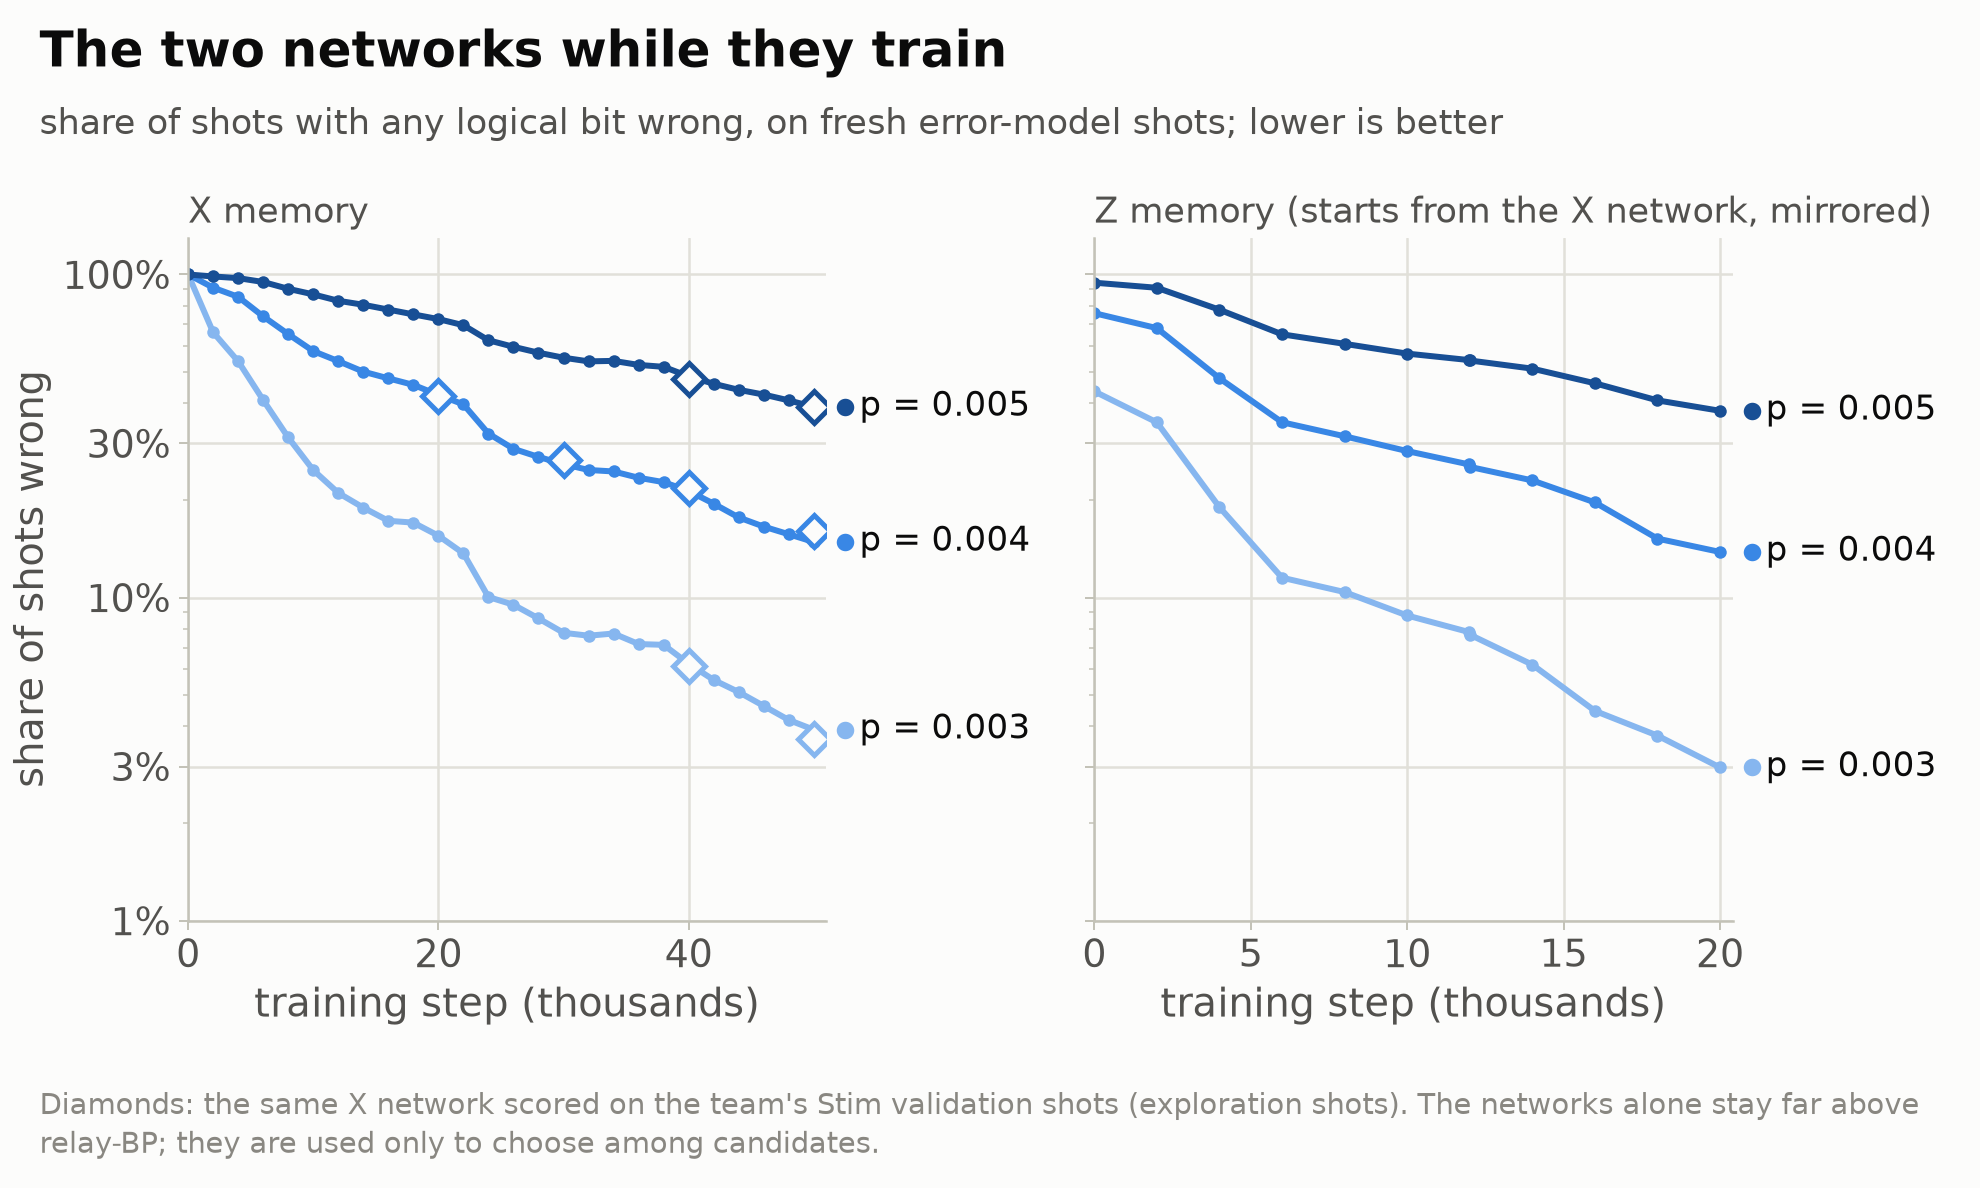 The two networks while they train
share of shots with any logical bit wrong, on fresh error-model shots; lower is better
X memory
Z memory (starts from the X network, mirrored)
share of shots wrong
100%
30%
10%
3%
1%
p = 0.005
p = 0.004
p = 0.003
p = 0.005
p = 0.004
p = 0.003
0
20
40
0
5
10
15
20
training step (thousands)
training step (thousands)
Diamonds: the same X network scored on the team's Stim validation shots (exploration shots). The networks alone stay far above
relay-BP; they are used only to choose among candidates.